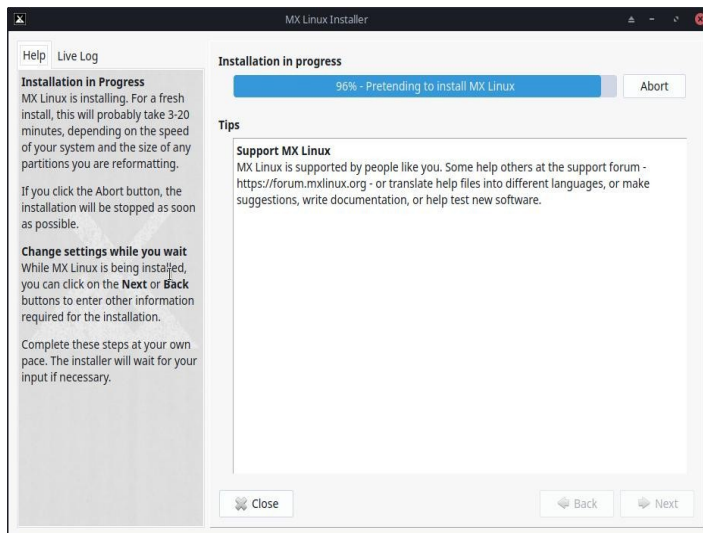 MX Linux Installer
Help
Live Log
Installation in Progress
MX Linux is installing. For a fresh
install, this will probably take 3-20
minutes, depending on the speed
of your system and the size of any
partitions you are reformatting.
If you click the Abort button, the
installation will be stopped as soon
as possible.
Change settings while you wait
While MX Linux is being installed,
you can click on the Next or Back
buttons to enter other information
required for the installation.
Complete these steps at your own
pace. The installer will wait for your
input if necessary.
Installation in progress
96% - Pretending to install MX Linux
Abort
Tips
Support MX Linux
MX Linux is supported by people like you. Some help others at the support forum -
https://forum.mxlinux.org - or translate help files into different languages, or make
suggestions, write documentation, or help test new software.
Close
Back
Next